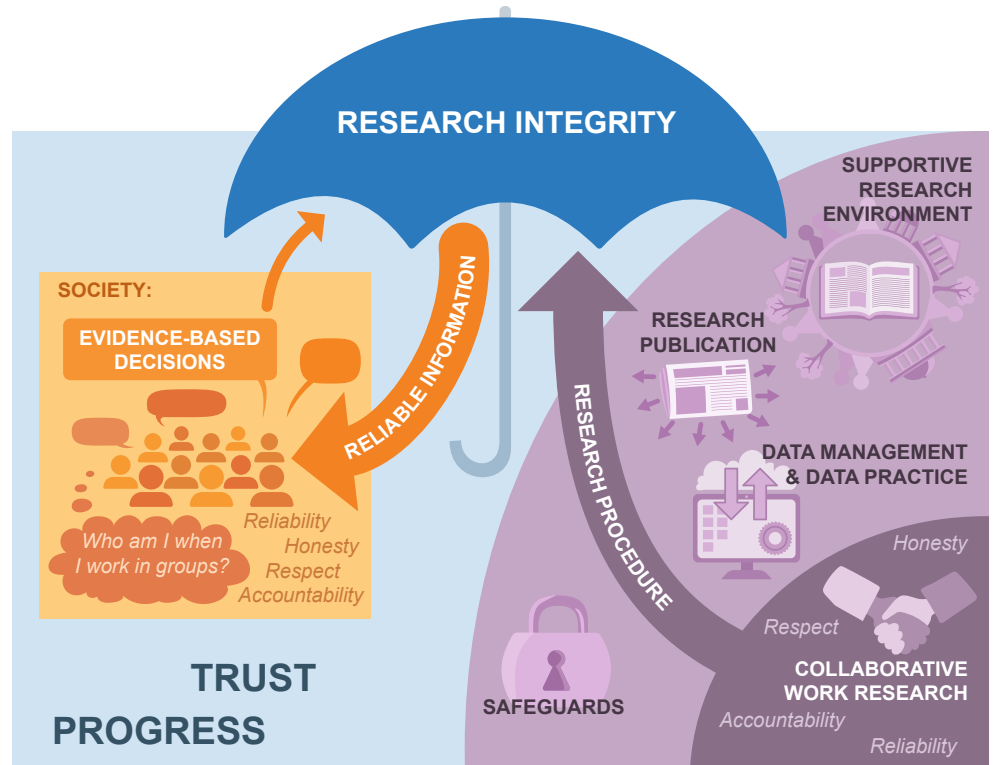 RESEARCH INTEGRITY
SOCIETY:
EVIDENCE-BASED
DECISIONS
Who am I when
I work in groups?
Reliability
Honesty
Respect
Accountability
RELIABLE INFORMATION
TRUST
PROGRESS
RESEARCH PROCEDURE
SUPPORTIVE
RESEARCH
ENVIRONMENT
RESEARCH
PUBLICATION
DATA MANAGEMENT
& DATA PRACTICE
SAFEGUARDS
Honesty
Respect
COLLABORATIVE
WORK RESEARCH
Accountability
Reliability